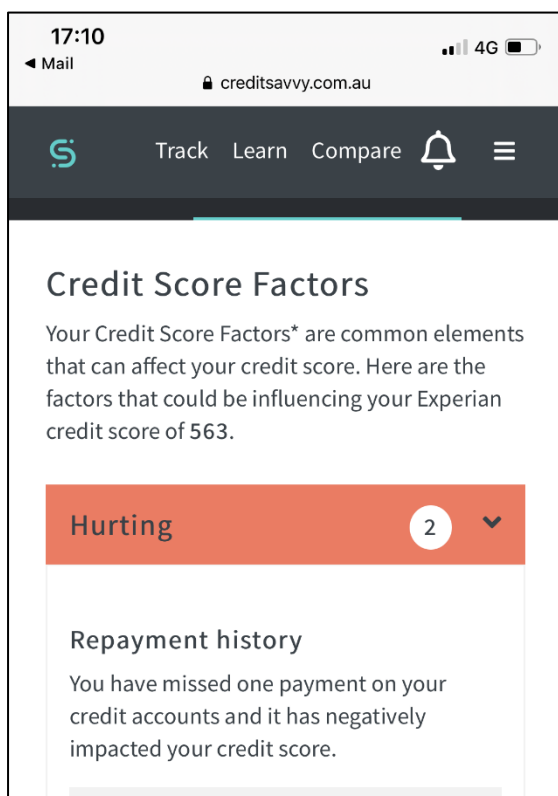 17:10
4G
◀ Mail
creditsavvy.com.au
Track Learn Compare
Credit Score Factors
Your Credit Score Factors* are common elements
that can affect your credit score. Here are the
factors that could be influencing your Experian
credit score of 563.
Hurting 2
Repayment history
You have missed one payment on your
credit accounts and it has negatively
impacted your credit score.